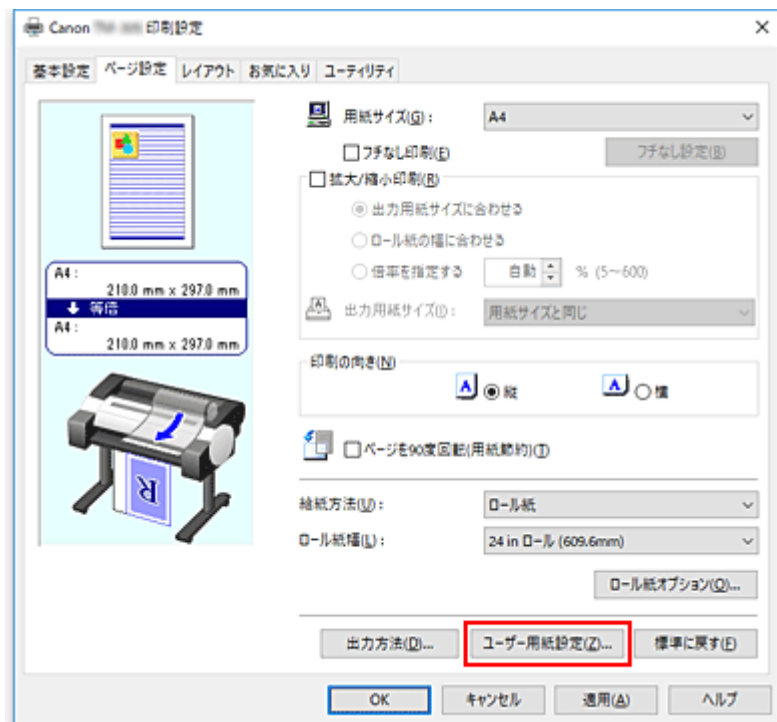 Canon 印刷設定
基本設定 ページ設定 レイアウト お気に入り ユーティリティ
用紙サイズ(G): A4
フチなし印刷(E) フチなし設定(B)
拡大/縮小印刷(R)
出力用紙サイズに合わせる
ロール紙の幅に合わせる
倍率を指定する 自動 % (5～600)
出力用紙サイズ(I): 用紙サイズと同じ
A4:
210.0 mm x 297.0 mm
等倍
A4:
210.0 mm x 297.0 mm
印刷の向き(N)
A 縦 A 横
ページを90度回転(用紙節約)(T)
R
給紙方法(U): ロール紙
ロール紙幅(L): 24 in ロール (609.6mm)
ロール紙オプション(O)...
出力方法(D)... ユーザー用紙設定(Z)... 標準に戻す(F)
OK キャンセル 適用(A) ヘルプ